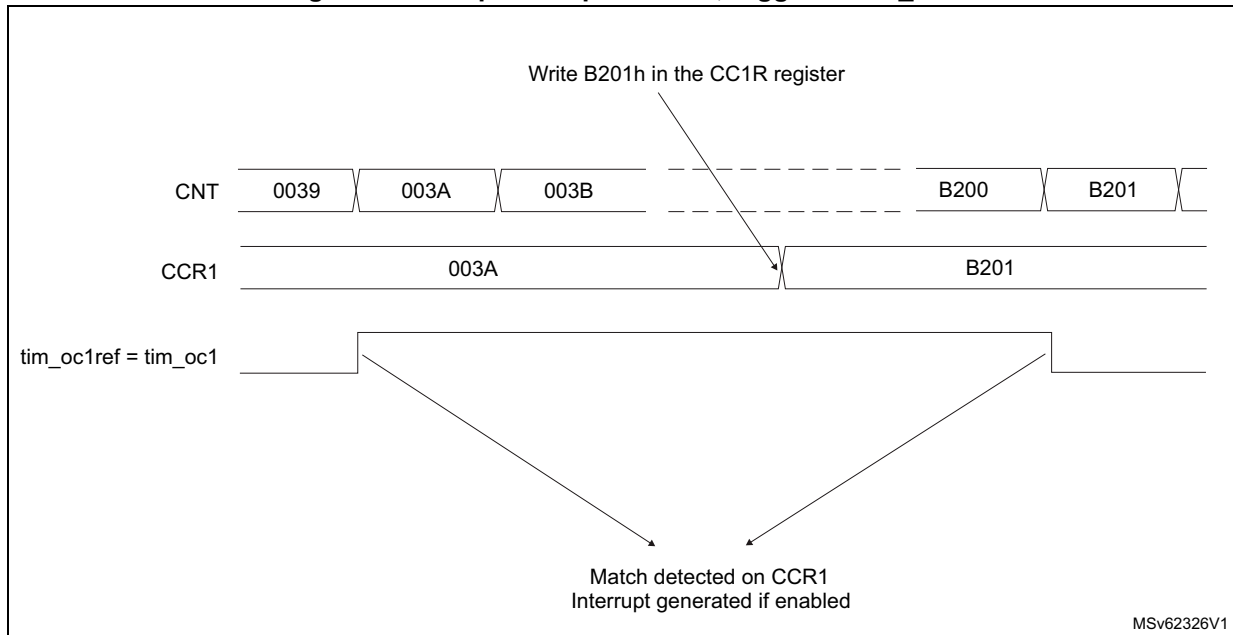 Write B201h in the CC1R register
CNT 0039 003A 003B B200 B201
CCR1 003A B201
tim_oc1ref = tim_oc1
Match detected on CCR1
Interrupt generated if enabled
MSv62326V1